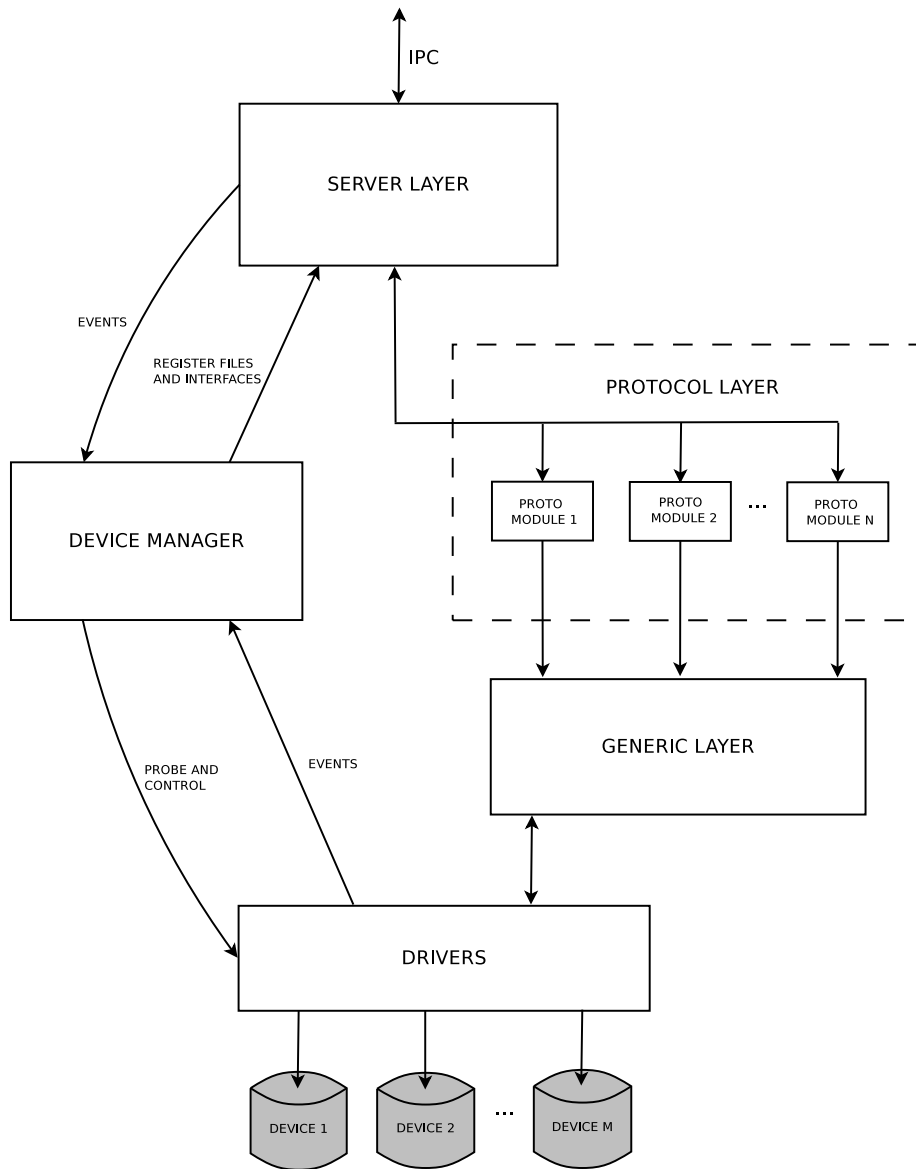 IPC
SERVER LAYER
EVENTS
REGISTER FILES
AND INTERFACES
PROTOCOL LAYER
PROTO
MODULE 1
PROTO
MODULE 2
...
PROTO
MODULE N
DEVICE MANAGER
GENERIC LAYER
PROBE AND
CONTROL
EVENTS
DRIVERS
DEVICE 1
DEVICE 2
...
DEVICE M